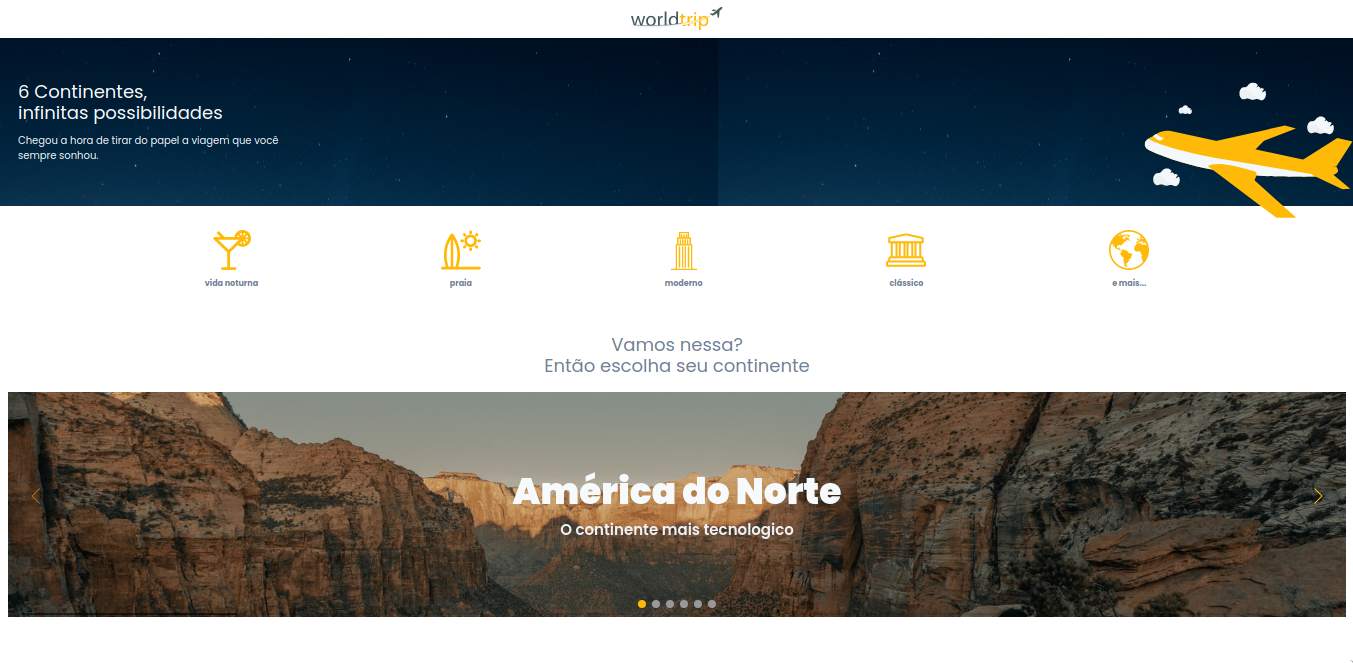 worldtrip
6 Continentes,
infinitas possibilidades
Chegou a hora de tirar do papel a viagem que você
sempre sonhou.
vida noturna
praia
moderno
clássico
e mais...
Vamos nessa?
Então escolha seu continente
América do Norte
O continente mais tecnologico